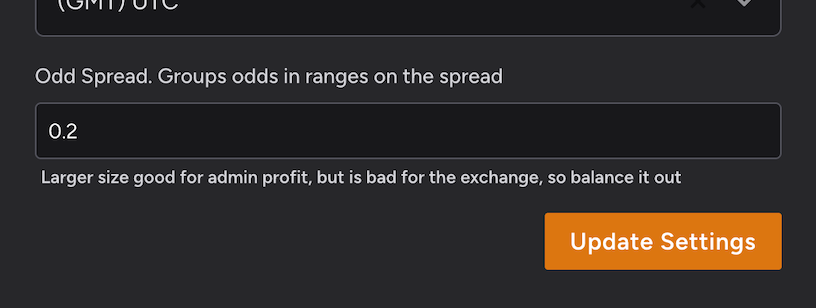 (GMT) UTC
Odd Spread. Groups odds in ranges on the spread
0.2
Larger size good for admin profit, but is bad for the exchange, so balance it out
Update Settings